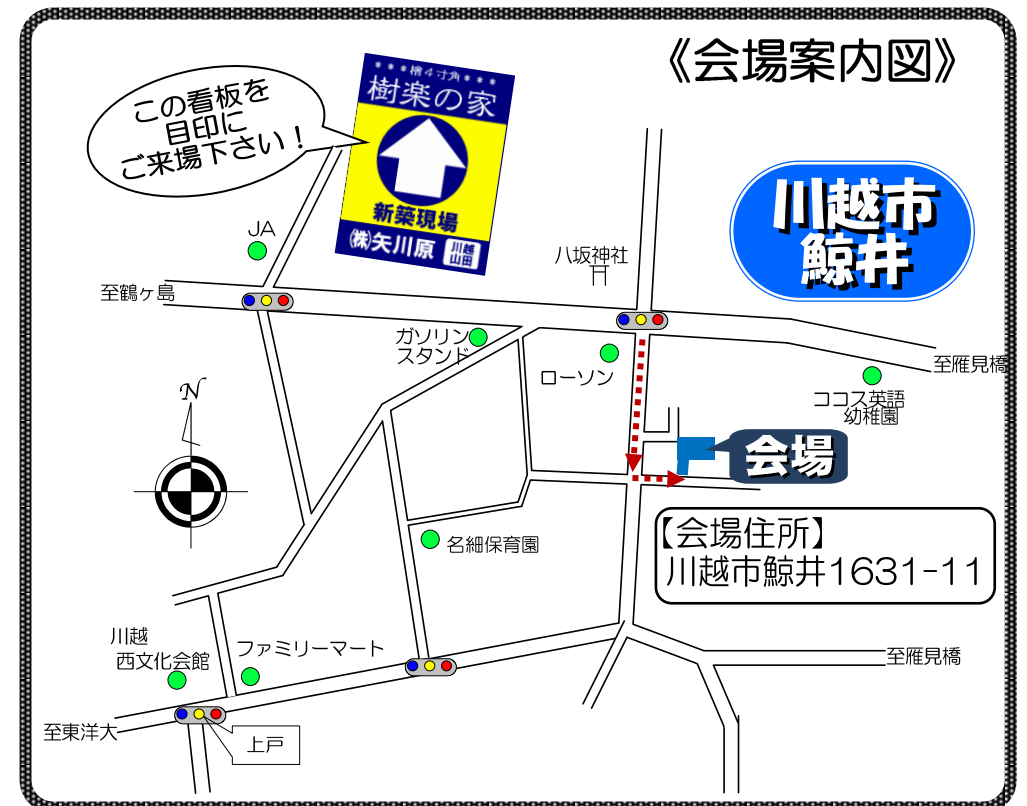 《会場案内図》
この看板を
目印に
ご来場下さい！
***檜4寸角***
樹楽の家
新築現場
㈱矢川原
川越
山田
川越市
鯨井
JA
八坂神社
至鶴ヶ島
ガソリン
スタンド
ローソン
至雁見橋
ココス英語
幼稚園
N
会場
【会場住所】
川越市鯨井1631-11
名細保育園
川越
西文化会館
ファミリーマート
至雁見橋
至東洋大
上戸